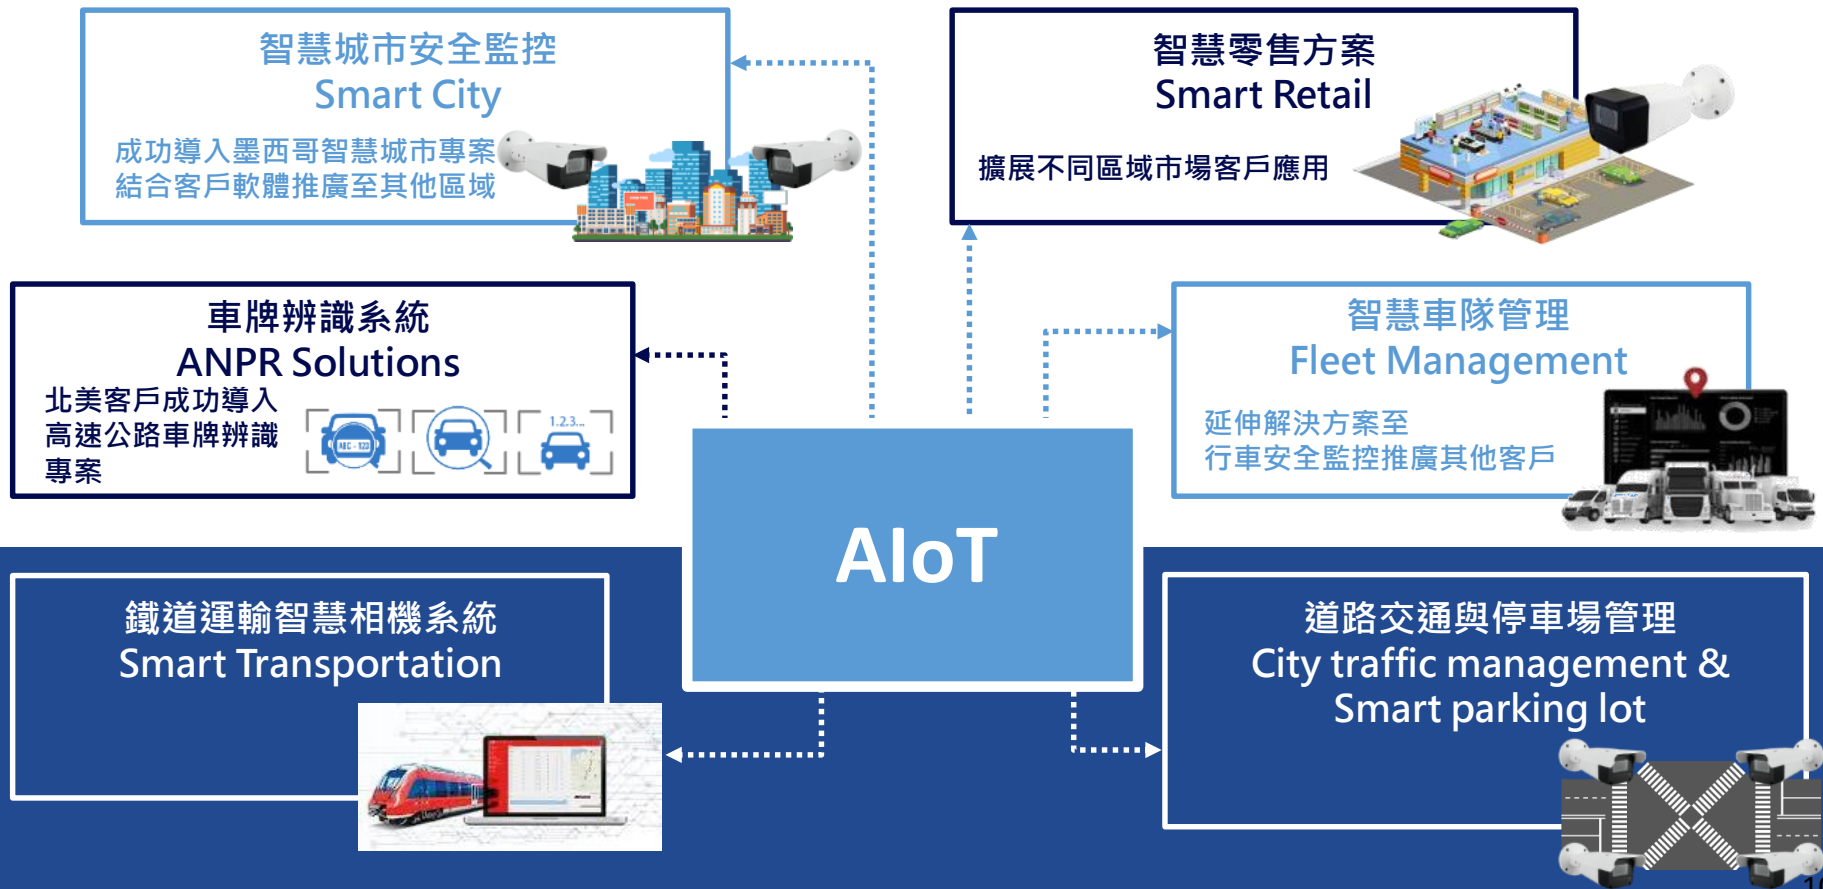 智慧城市安全監控
Smart City
成功導入墨西哥智慧城市專案
結合客戶軟體推廣至其他區域
智慧零售方案
Smart Retail
擴展不同區域市場客戶應用
車牌辨識系統
ANPR Solutions
北美客戶成功導入
高速公路車牌辨識
專案
ABC - 123
1.2.3...
智慧車隊管理
Fleet Management
延伸解決方案至
行車安全監控推廣其他客戶
AIoT
鐵道運輸智慧相機系統
Smart Transportation
道路交通與停車場管理
City traffic management &
Smart parking lot